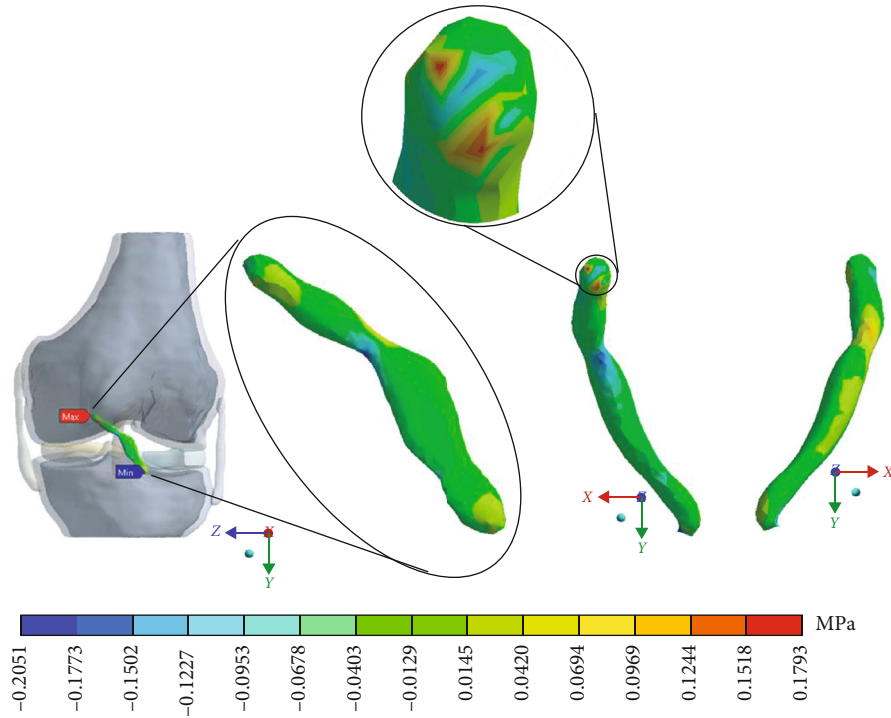 Max
Min
Z
X
Y
X
Z
Y
Z
X
Y
MPa
−0.2051
−0.1773
−0.1502
−0.1227
−0.0953
−0.0678
−0.0403
−0.0129
0.0145
0.0420
0.0694
0.0969
0.1244
0.1518
0.1793